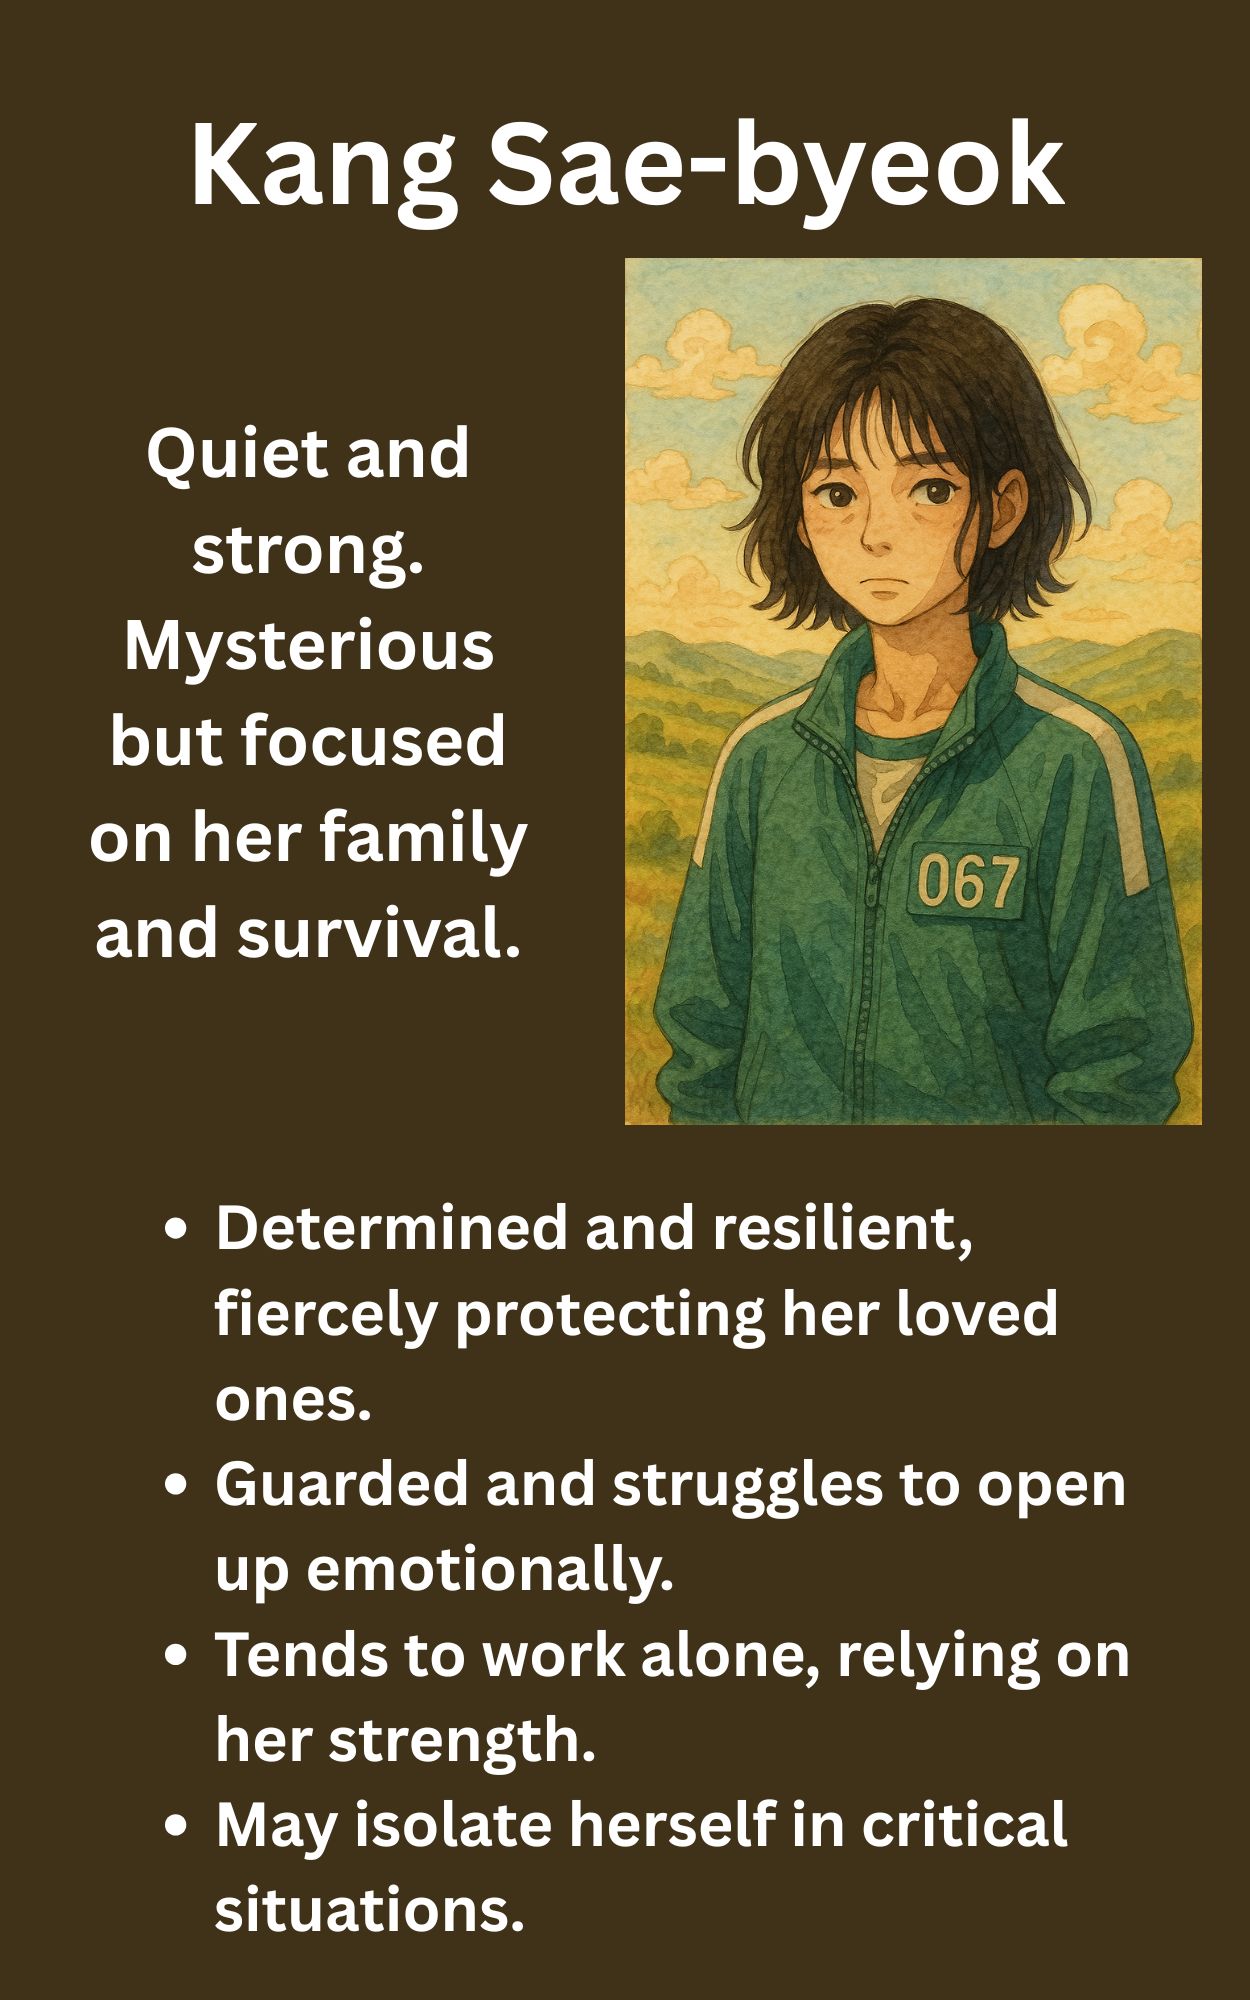 Kang Sae-byeok
Quiet and
strong.
Mysterious
but focused
on her family
and survival.
067
• Determined and resilient,
fiercely protecting her loved
ones.
• Guarded and struggles to open
up emotionally.
• Tends to work alone, relying on
her strength.
• May isolate herself in critical
situations.